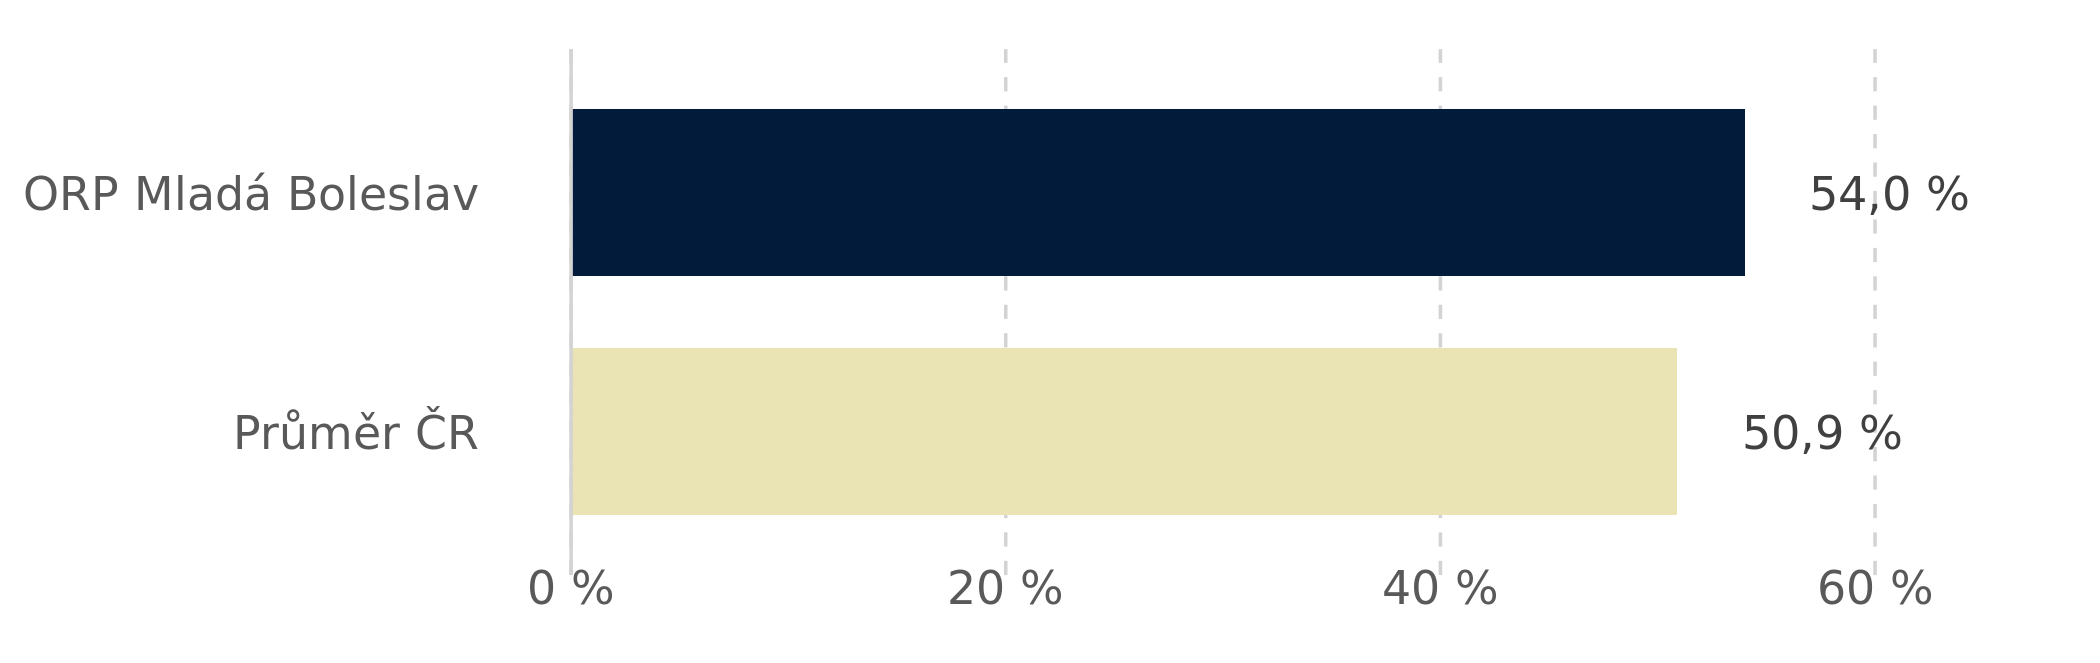 ORP Mladá Boleslav 54,0 %
Průměr ČR 50,9 %
0 % 20 % 40 % 60 %